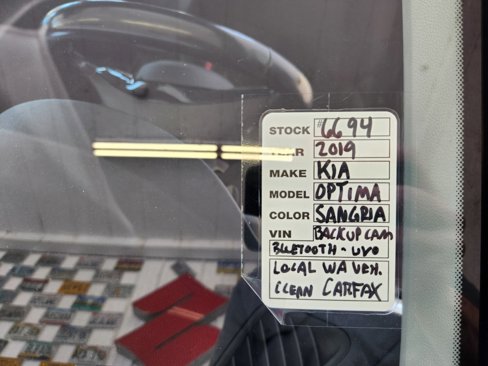 STOCK #6694
YEAR 2019
MAKE KIA
MODEL OPTIMA
COLOR SANGRIA
VIN BACKUP CAM
BLUETOOTH - UVO
LOCAL WA VEH.
CLEAN CARFAX